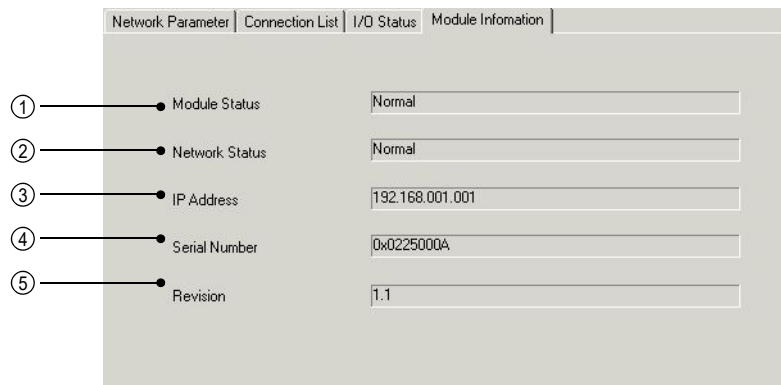 Network Parameter Connection List I/O Status Module Infomation
① Module Status Normal
② Network Status Normal
③ IP Address 192.168.001.001
④ Serial Number 0x0225000A
⑤ Revision 1.1